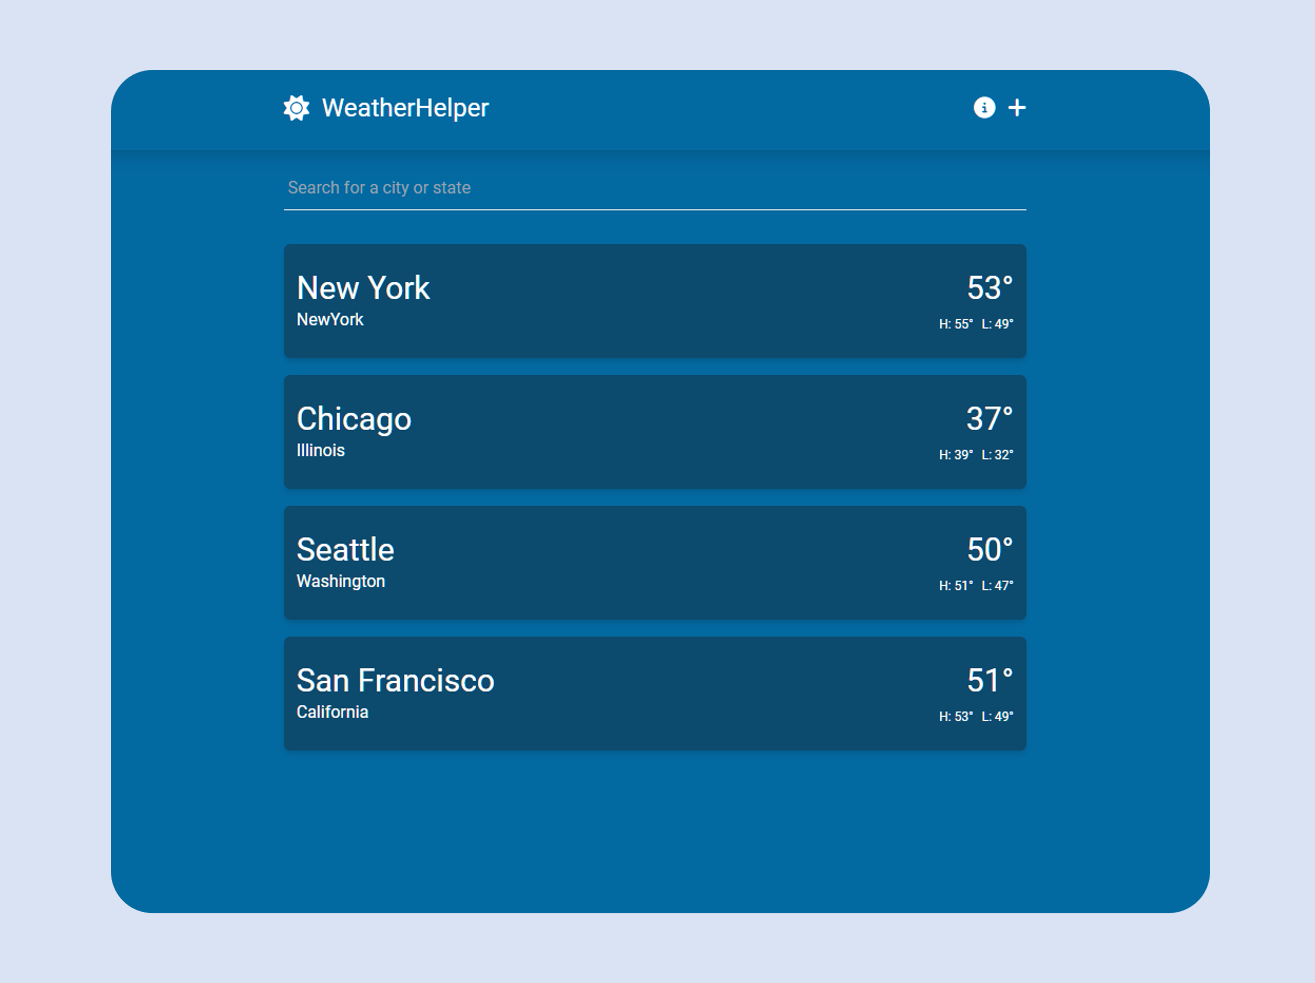 WeatherHelper
Search for a city or state
New York
53°
NewYork
H: 55° L: 49°
Chicago
37°
Illinois
H: 39° L: 32°
Seattle
50°
Washington
H: 51° L: 47°
San Francisco
51°
California
H: 53° L: 49°